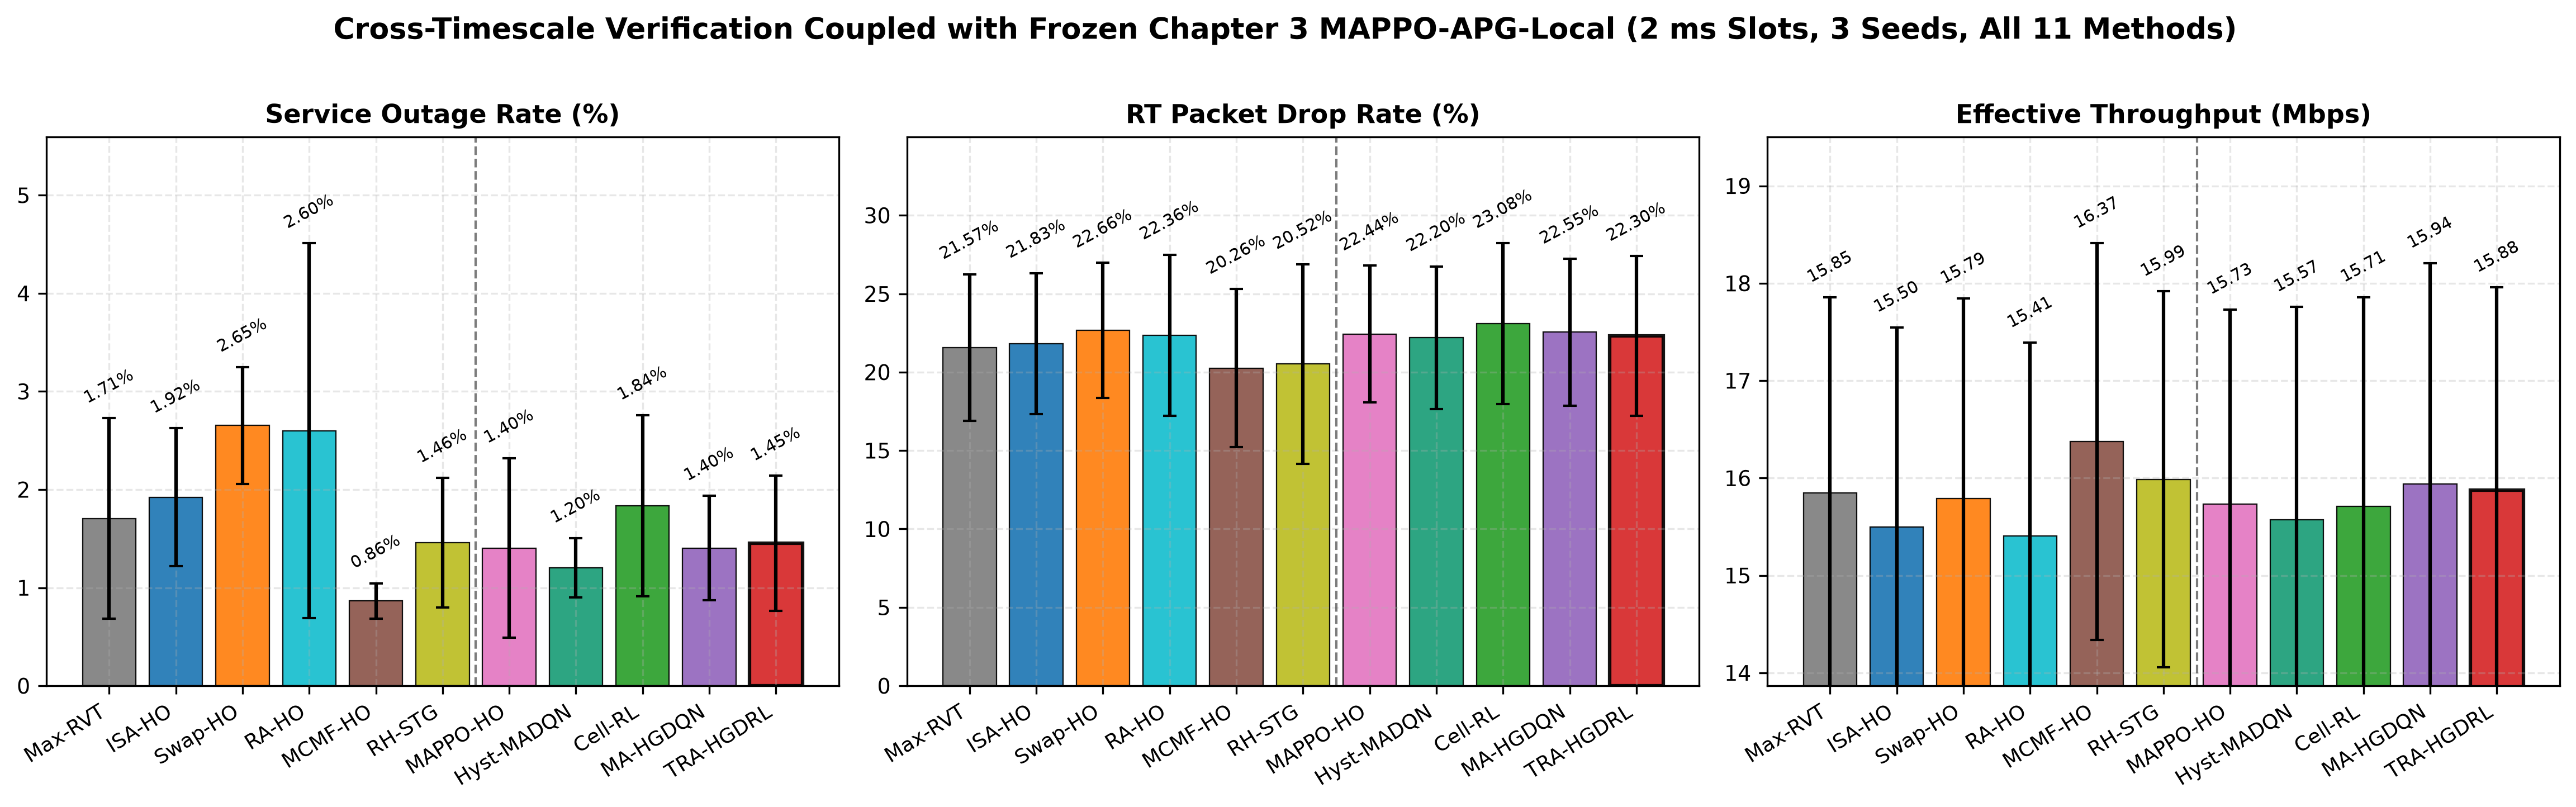 Cross-Timescale Verification Coupled with Frozen Chapter 3 MAPPO-APG-Local (2 ms Slots, 3 Seeds, All 11 Methods)
Service Outage Rate (%)
5
4
3
2
1
0
1.71%
1.92%
2.65%
2.60%
0.86%
1.46%
1.40%
1.20%
1.84%
1.40%
1.45%
Max-RVT
ISA-HO
Swap-HO
RA-HO
MCMF-HO
RH-STG
MAPPO-HO
Hyst-MADQN
Cell-RL
MA-HGDQN
TRA-HGDRL
RT Packet Drop Rate (%)
30
25
20
15
10
5
0
21.57%
21.83%
22.66%
22.36%
20.26%
20.52%
22.44%
22.20%
23.08%
22.55%
22.30%
Max-RVT
ISA-HO
Swap-HO
RA-HO
MCMF-HO
RH-STG
MAPPO-HO
Hyst-MADQN
Cell-RL
MA-HGDQN
TRA-HGDRL
Effective Throughput (Mbps)
19
18
17
16
15
14
15.85
15.50
15.79
15.41
16.37
15.99
15.73
15.57
15.71
15.94
15.88
Max-RVT
ISA-HO
Swap-HO
RA-HO
MCMF-HO
RH-STG
MAPPO-HO
Hyst-MADQN
Cell-RL
MA-HGDQN
TRA-HGDRL